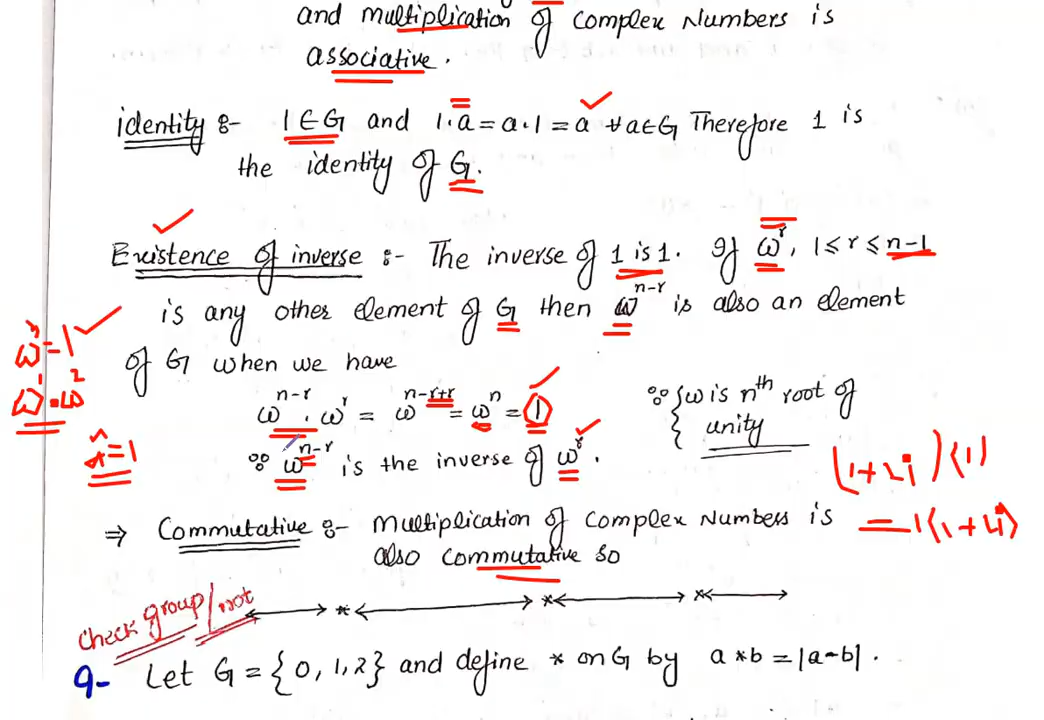 and multiplication of complex Numbers is
associative.
identity :- 1 ∈ G and 1·a = a·1 = a ∀ a∈G Therefore 1 is
the identity of G.
Existence of inverse :- The inverse of 1 is 1. If ω^r, 1 ≤ r ≤ n-1
is any other element of G then ω^(n-r) is also an element
of G when we have
ω^(n-r) · ω^r = ω^(n-r+r) = ω^n = 1 ∵ {ω is nth root of
unity
∴ ω^(n-r) is the inverse of ω^r.
⇒ Commutative :- Multiplication of Complex Numbers is
also commutative so
ω^n = 1
x^n = 1
(1+2i)(1)
= 1(1+
Check group/not
Q- Let G = {0, 1, 2} and define * on G by a*b = |a-b|.